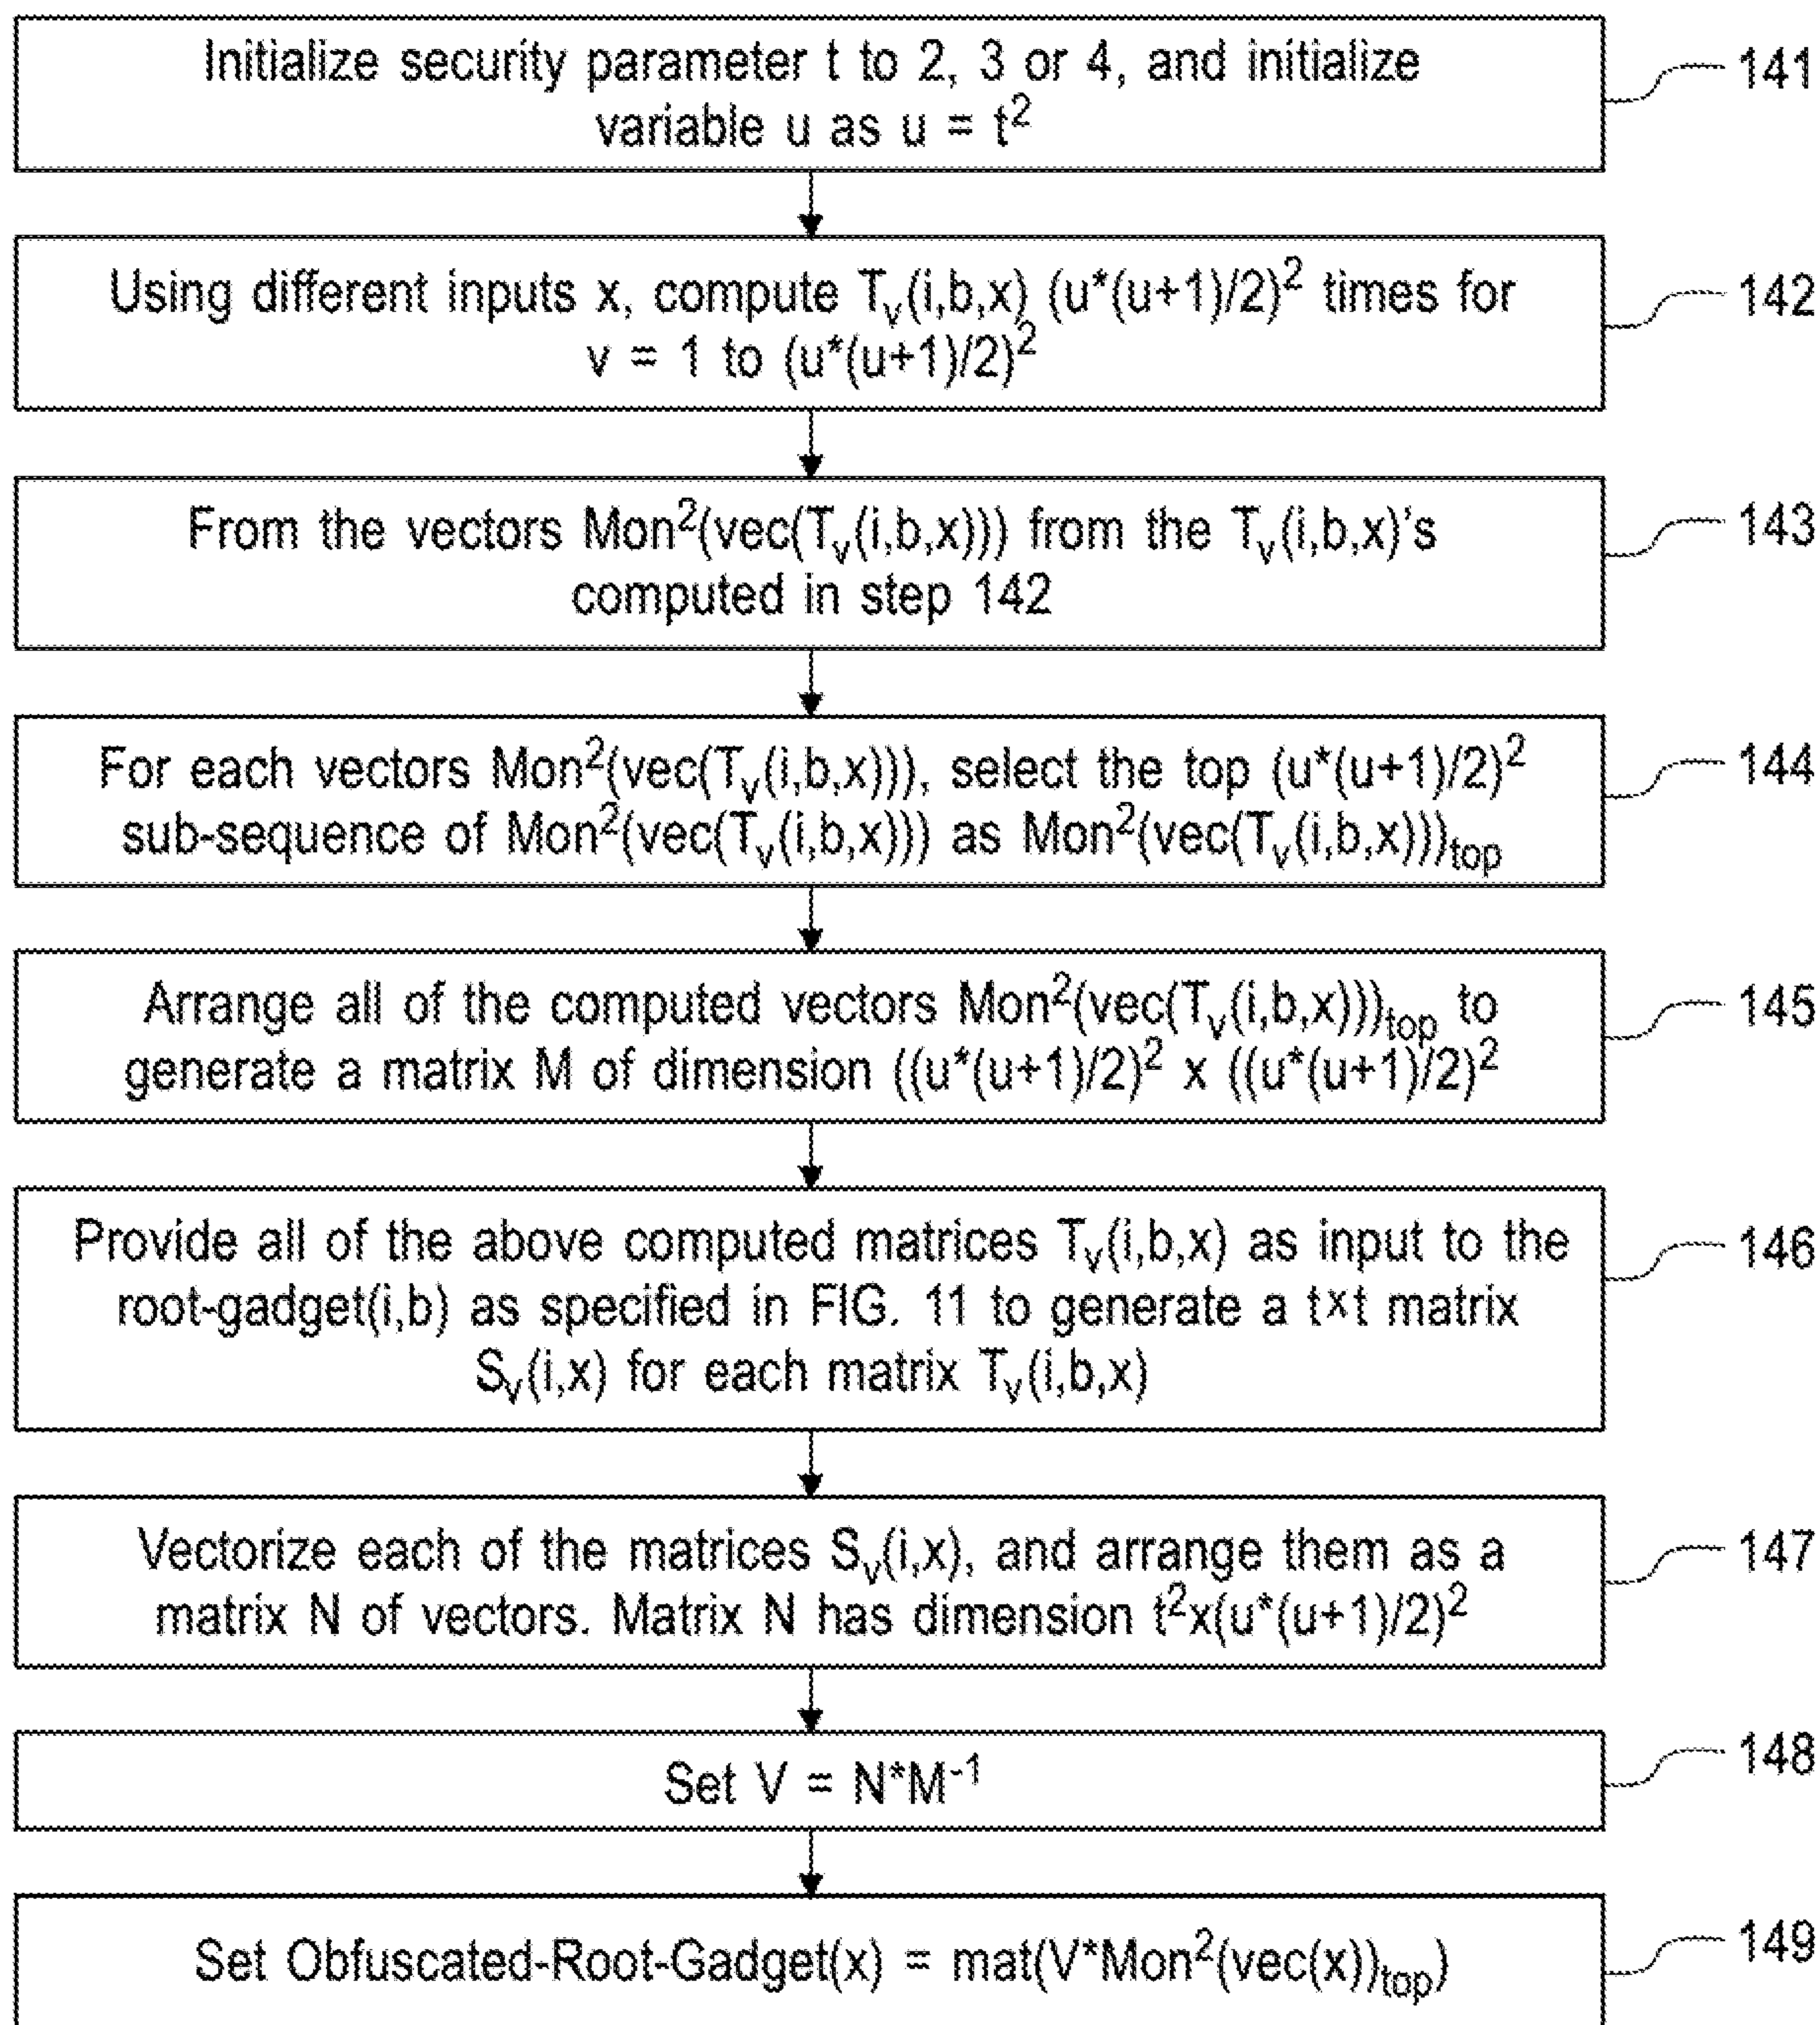 Initialize security parameter t to 2, 3 or 4, and initialize
variable u as u = t²
141
Using different inputs x, compute Tᵥ(i,b,x) (u*(u+1)/2)² times for
v = 1 to (u*(u+1)/2)²
142
From the vectors Mon²(vec(Tᵥ(i,b,x))) from the Tᵥ(i,b,x)'s
computed in step 142
143
For each vectors Mon²(vec(Tᵥ(i,b,x))), select the top (u*(u+1)/2)²
sub-sequence of Mon²(vec(Tᵥ(i,b,x))) as Mon²(vec(Tᵥ(i,b,x)))top
144
Arrange all of the computed vectors Mon²(vec(Tᵥ(i,b,x)))top to
generate a matrix M of dimension ((u*(u+1)/2)² x ((u*(u+1)/2)²
145
Provide all of the above computed matrices Tᵥ(i,b,x) as input to the
root-gadget(i,b) as specified in FIG. 11 to generate a t×t matrix
Sᵥ(i,x) for each matrix Tᵥ(i,b,x)
146
Vectorize each of the matrices Sᵥ(i,x), and arrange them as a
matrix N of vectors. Matrix N has dimension t²x(u*(u+1)/2)²
147
Set V = N*M⁻¹
148
Set Obfuscated-Root-Gadget(x) = mat(V*Mon²(vec(x))top)
149